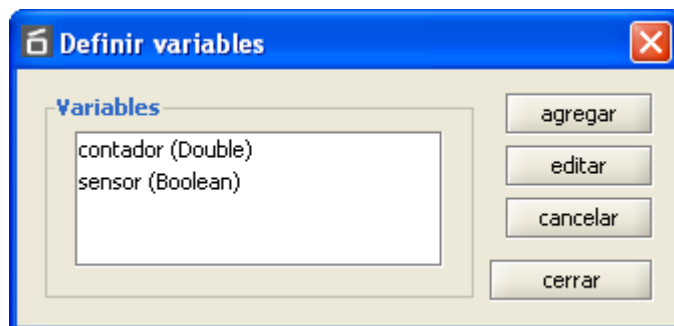 Definir variables
Variables
contador (Double)
sensor (Boolean)
agregar
editar
cancelar
cerrar